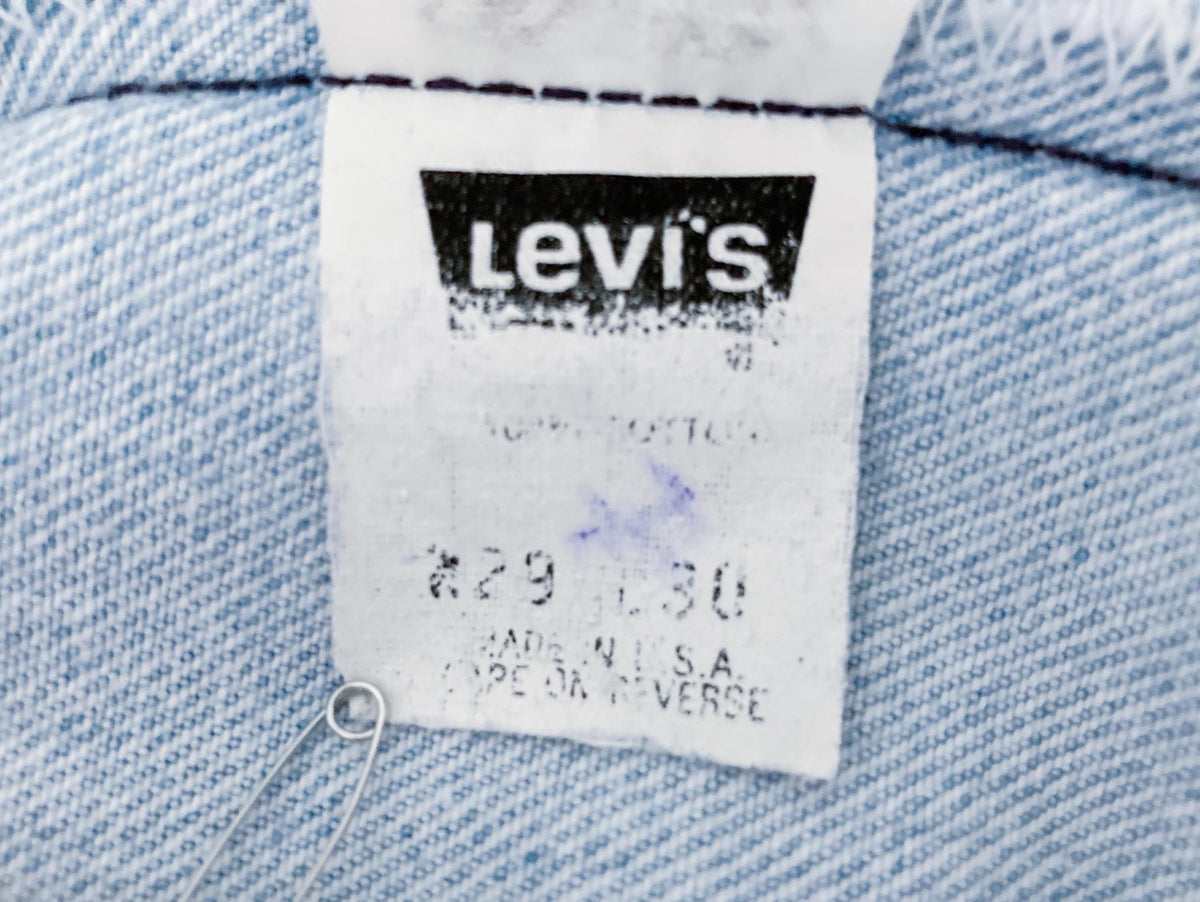 Levi's
W29 L30
MADE IN U.S.A.
CARE ON REVERSE